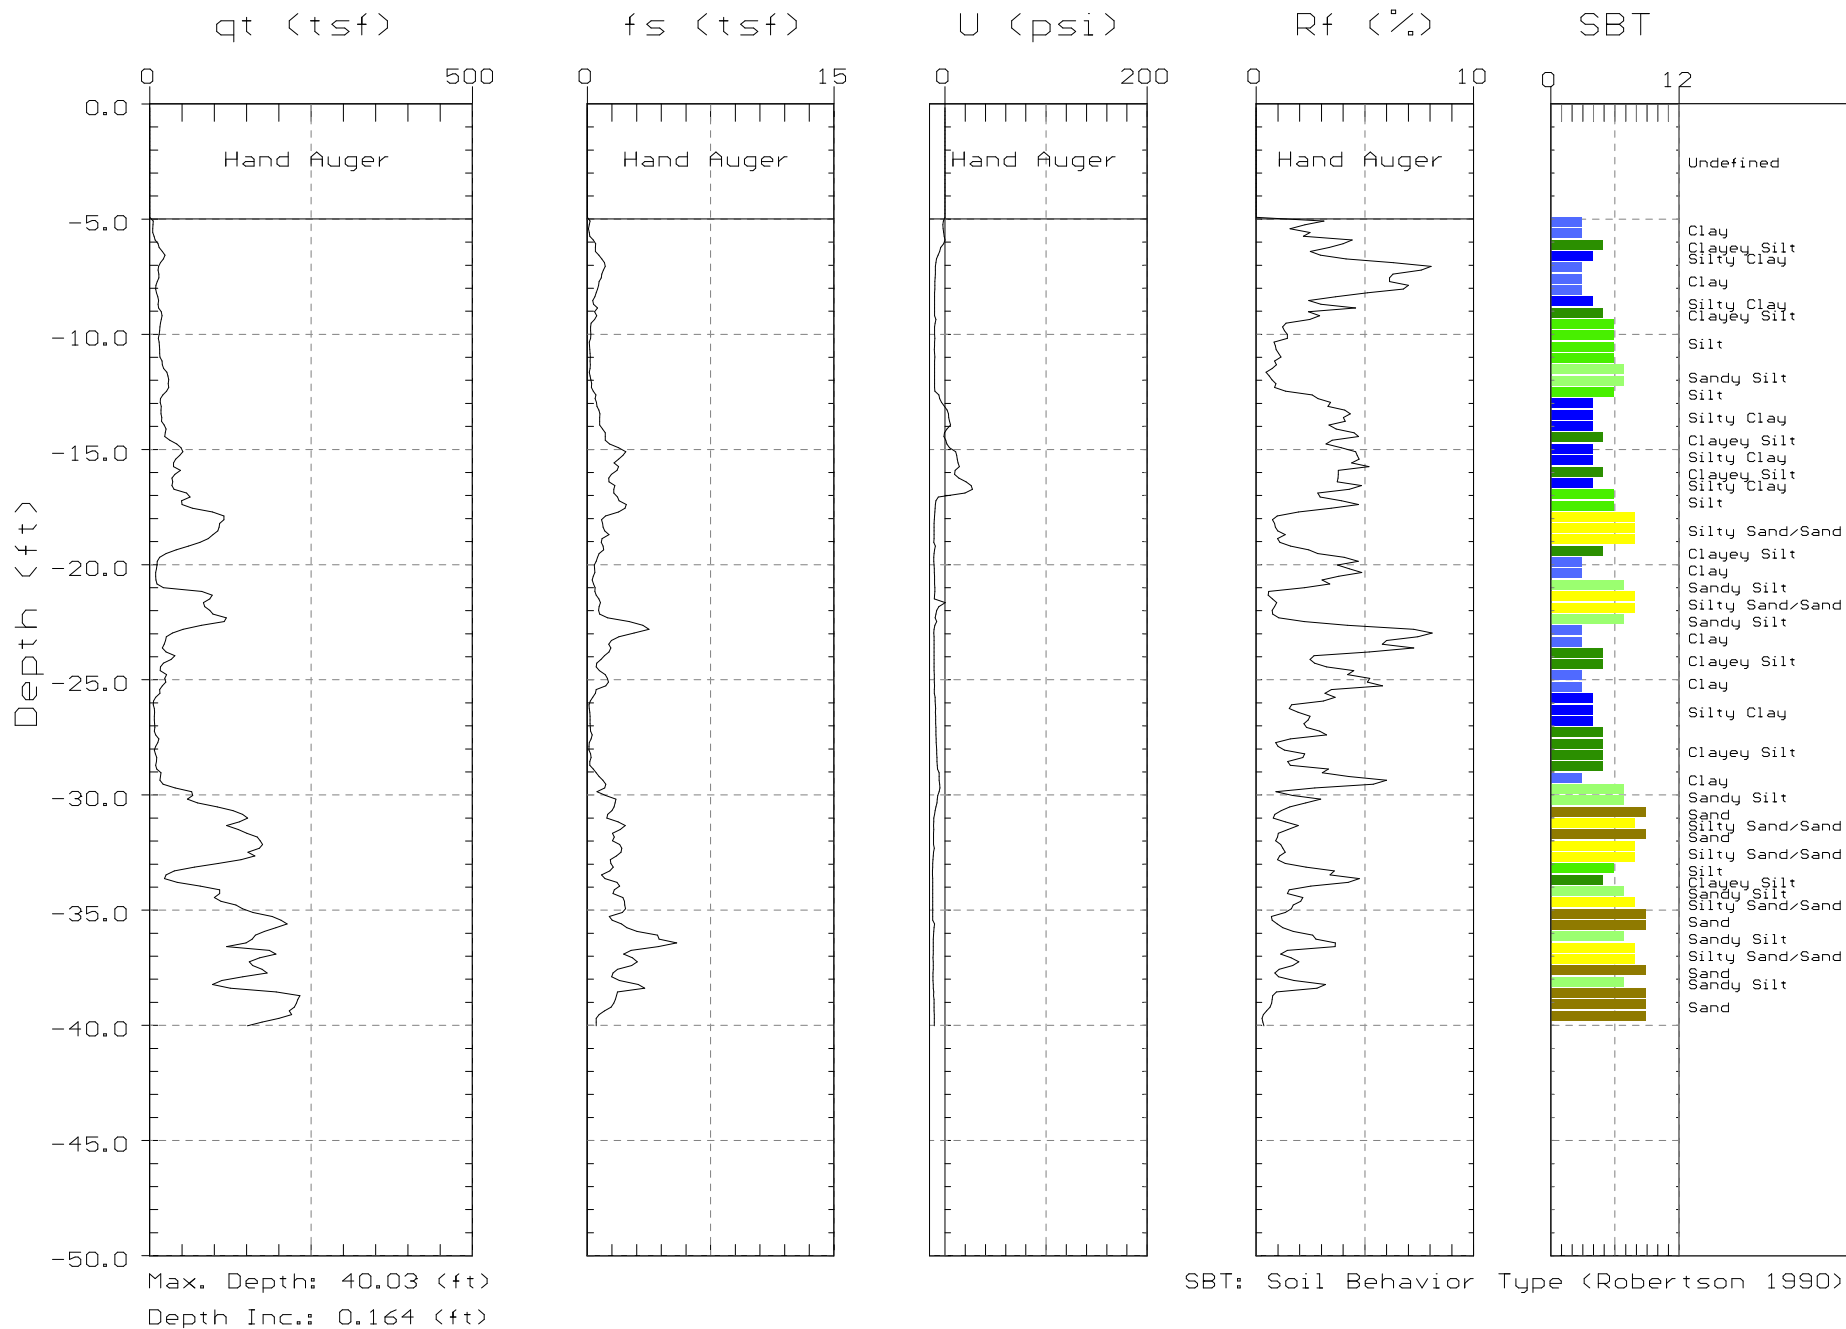 qt (tsf) fs (tsf) U (psi) Rf (%) SBT
0 500 0 15 0 200 0 10 0 12
0.0
Hand Auger Hand Auger Hand Auger Hand Auger
Undefined
-5.0
Clay
Clayey Silt
Silty Clay
Clay
Silty Clay
Clayey Silt
-10.0
Silt
Sandy Silt
Silt
Silty Clay
Clayey Silt
-15.0
Silty Clay
Clayey Silt
Silty Clay
Silt
Silty Sand/Sand
Clayey Silt
-20.0
Clay
Sandy Silt
Silty Sand/Sand
Sandy Silt
Clay
Clayey Silt
-25.0
Clay
Silty Clay
Clayey Silt
Clay
-30.0
Sandy Silt
Sand
Silty Sand/Sand
Sand
Silty Sand/Sand
Silt
Clayey Silt
Sandy Silt
Silty Sand/Sand
-35.0
Sand
Sandy Silt
Silty Sand/Sand
Sand
Sandy Silt
Sand
-40.0
-45.0
-50.0
Depth (ft)
Max. Depth: 40.03 (ft)
Depth Inc.: 0.164 (ft)
SBT: Soil Behavior Type (Robertson 1990)